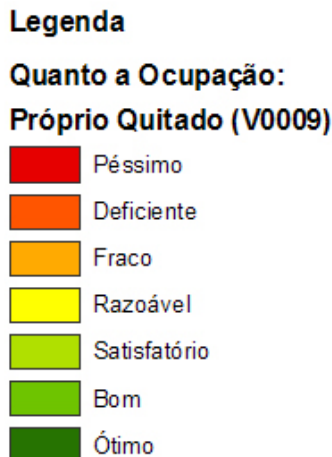 Legenda
Quanto a Ocupação:
Próprio Quitado (V0009)
Péssimo
Deficiente
Fraco
Razoável
Satisfatório
Bom
Ótimo